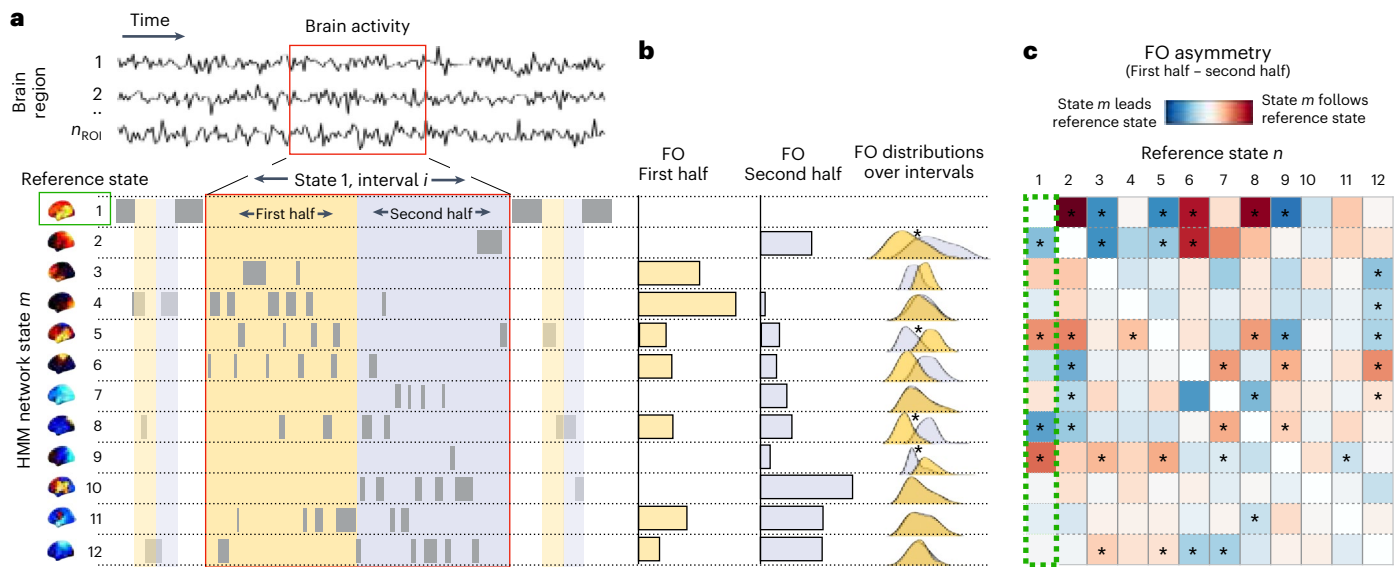 a
Time
Brain activity
Brain region
1
2
..
nROI
Reference state
State 1, interval i
First half
Second half
HMM network state m
1
2
3
4
5
6
7
8
9
10
11
12
b
FO
First half
FO
Second half
FO distributions
over intervals
*
*
*
*
c
FO asymmetry
(First half – second half)
State m leads
reference state
State m follows
reference state
Reference state n
1 2 3 4 5 6 7 8 9 10 11 12
* * * * * *
* * * *
*
*
* * * * * *
* * * *
* * *
* * * *
* * * * *
*
* * * *